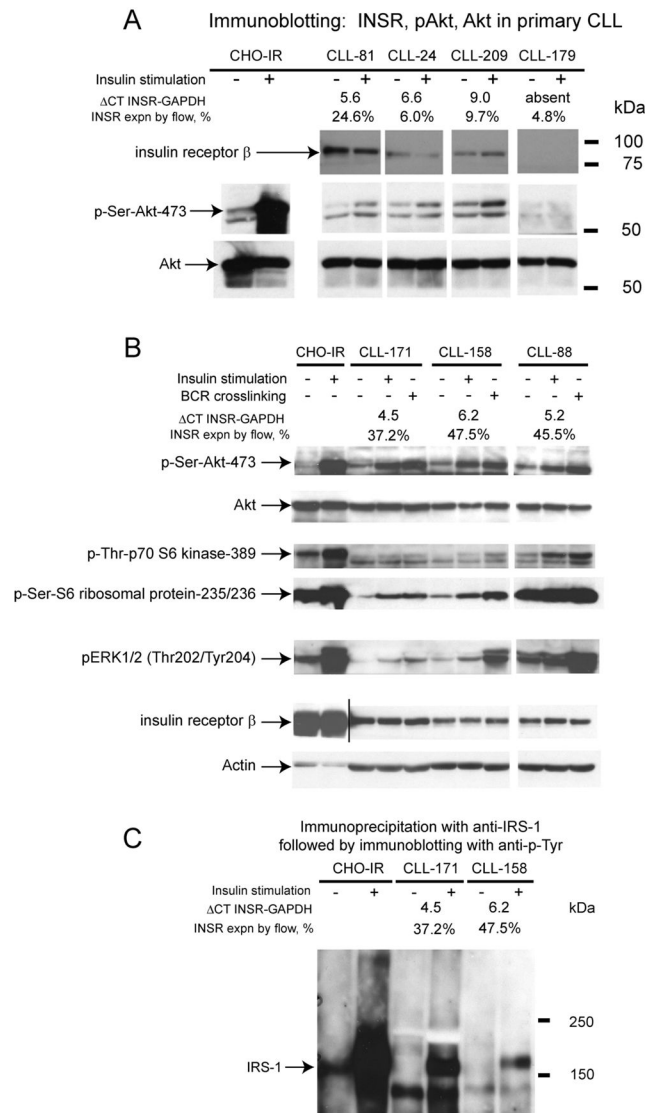 A
Immunoblotting: INSR, pAkt, Akt in primary CLL
CHO-IR CLL-81 CLL-24 CLL-209 CLL-179
Insulin stimulation - + - + - + - + - +
ΔCT INSR-GAPDH 5.6 6.6 9.0 absent kDa
INSR expn by flow, % 24.6% 6.0% 9.7% 4.8%
insulin receptor β 100
75
p-Ser-Akt-473
50
Akt
50
B
CHO-IR CLL-171 CLL-158 CLL-88
Insulin stimulation - + - + - - + - - + -
BCR crosslinking - - - - + - - + - - +
ΔCT INSR-GAPDH 4.5 6.2 5.2
INSR expn by flow, % 37.2% 47.5% 45.5%
p-Ser-Akt-473
Akt
p-Thr-p70 S6 kinase-389
p-Ser-S6 ribosomal protein-235/236
pERK1/2 (Thr202/Tyr204)
insulin receptor β
Actin
C
Immunoprecipitation with anti-IRS-1
followed by immunoblotting with anti-p-Tyr
CHO-IR CLL-171 CLL-158
Insulin stimulation - + - + - +
ΔCT INSR-GAPDH 4.5 6.2 kDa
INSR expn by flow, % 37.2% 47.5%
250
IRS-1 150